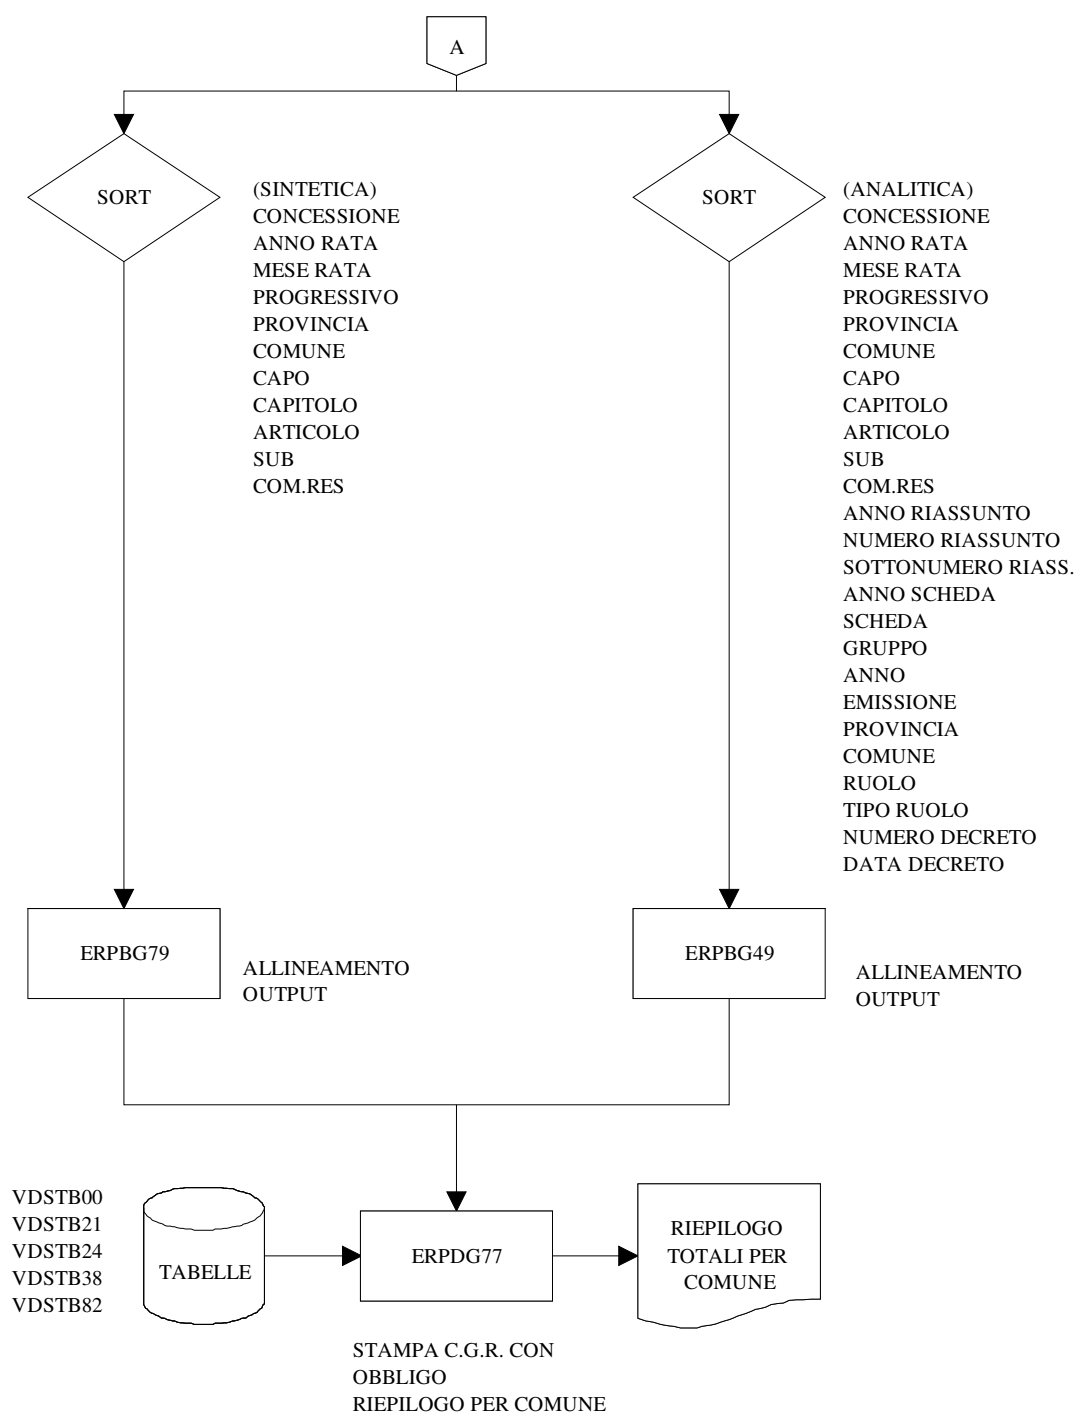 A
SORT
(SINTETICA)
CONCESSIONE
ANNO RATA
MESE RATA
PROGRESSIVO
PROVINCIA
COMUNE
CAPO
CAPITOLO
ARTICOLO
SUB
COM.RES
SORT
(ANALITICA)
CONCESSIONE
ANNO RATA
MESE RATA
PROGRESSIVO
PROVINCIA
COMUNE
CAPO
CAPITOLO
ARTICOLO
SUB
COM.RES
ANNO RIASSUNTO
NUMERO RIASSUNTO
SOTTONUMERO RIASS.
ANNO SCHEDA
SCHEDA
GRUPPO
ANNO
EMISSIONE
PROVINCIA
COMUNE
RUOLO
TIPO RUOLO
NUMERO DECRETO
DATA DECRETO
ERPBG79
ALLINEAMENTO
OUTPUT
ERPBG49
ALLINEAMENTO
OUTPUT
VDSTB00
VDSTB21
VDSTB24
VDSTB38
VDSTB82
TABELLE
ERPDG77
RIEPILOGO
TOTALI PER
COMUNE
STAMPA C.G.R. CON
OBBLIGO
RIEPILOGO PER COMUNE